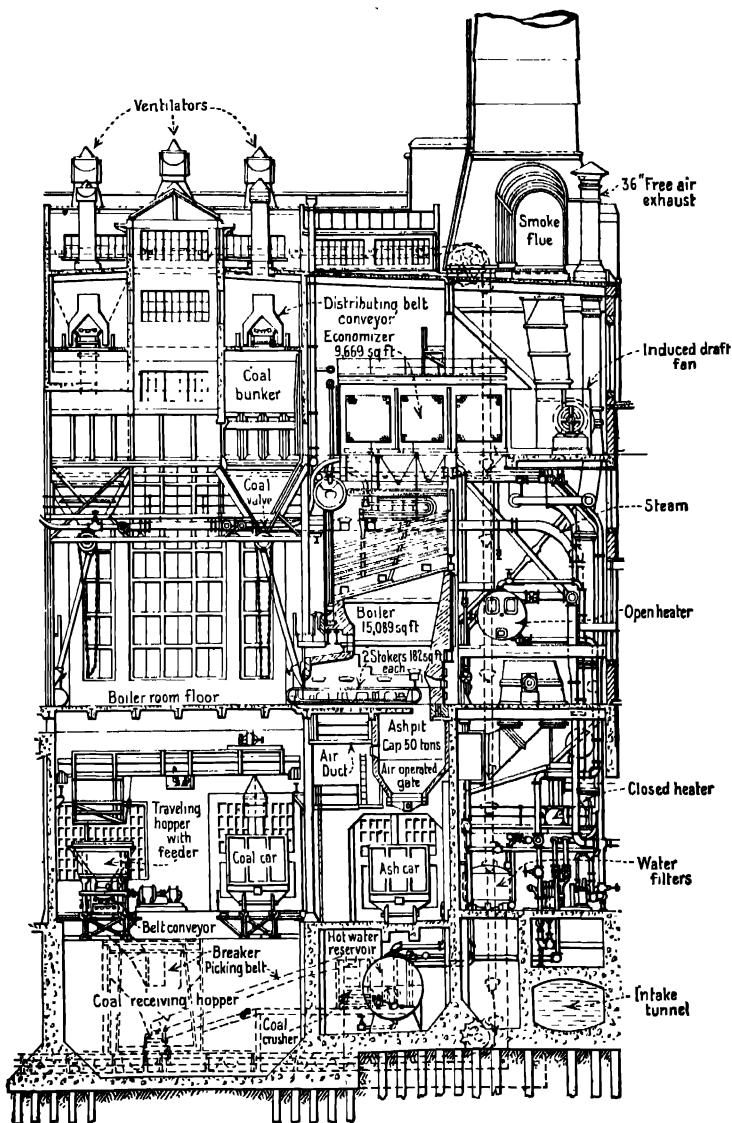 Ventilators
36" Free air
exhaust
Smoke
flue
Distributing belt
conveyor
Economizer
9,669 sq ft
Induced draft
fan
Coal
bunker
Coal
valve
Steam
Boiler
15,089 sq ft
Open heater
2 Stokers 182 sq ft
each
Boiler room floor
Ash pit
Cap 50 tons
Air
Duct
Air operated
gate
Closed heater
Traveling
hopper
with
feeder
Coal car
Ash car
Water
filters
Belt conveyor
Hot water
reservoir
Breaker
Picking belt
Coal receiving hopper
Intake
tunnel
Coal
crusher